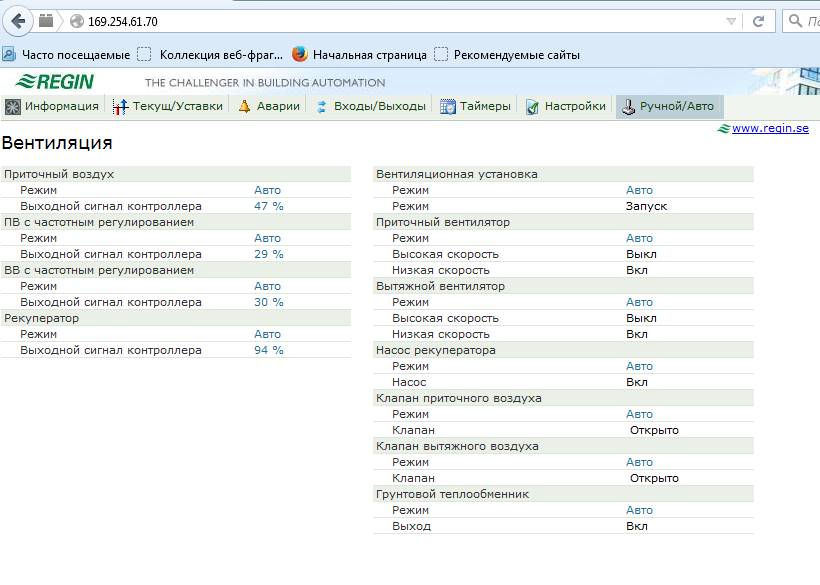 169.254.61.70
Часто посещаемые Коллекция веб-фраг... Начальная страница Рекомендуемые сайты
REGIN THE CHALLENGER IN BUILDING AUTOMATION
Информация Текущ/Уставки Аварии Входы/Выходы Таймеры Настройки Ручной/Авто
www.regin.se
Вентиляция
Приточный воздух
Режим Авто
Выходной сигнал контроллера 47 %
ПВ с частотным регулированием
Режим Авто
Выходной сигнал контроллера 29 %
ВВ с частотным регулированием
Режим Авто
Выходной сигнал контроллера 30 %
Рекуператор
Режим Авто
Выходной сигнал контроллера 94 %
Вентиляционная установка
Режим Авто
Режим Запуск
Приточный вентилятор
Режим Авто
Высокая скорость Выкл
Низкая скорость Вкл
Вытяжной вентилятор
Режим Авто
Высокая скорость Выкл
Низкая скорость Вкл
Насос рекуператора
Режим Авто
Насос Вкл
Клапан приточного воздуха
Режим Авто
Клапан Открыто
Клапан вытяжного воздуха
Режим Авто
Клапан Открыто
Грунтовой теплообменник
Режим Авто
Выход Вкл